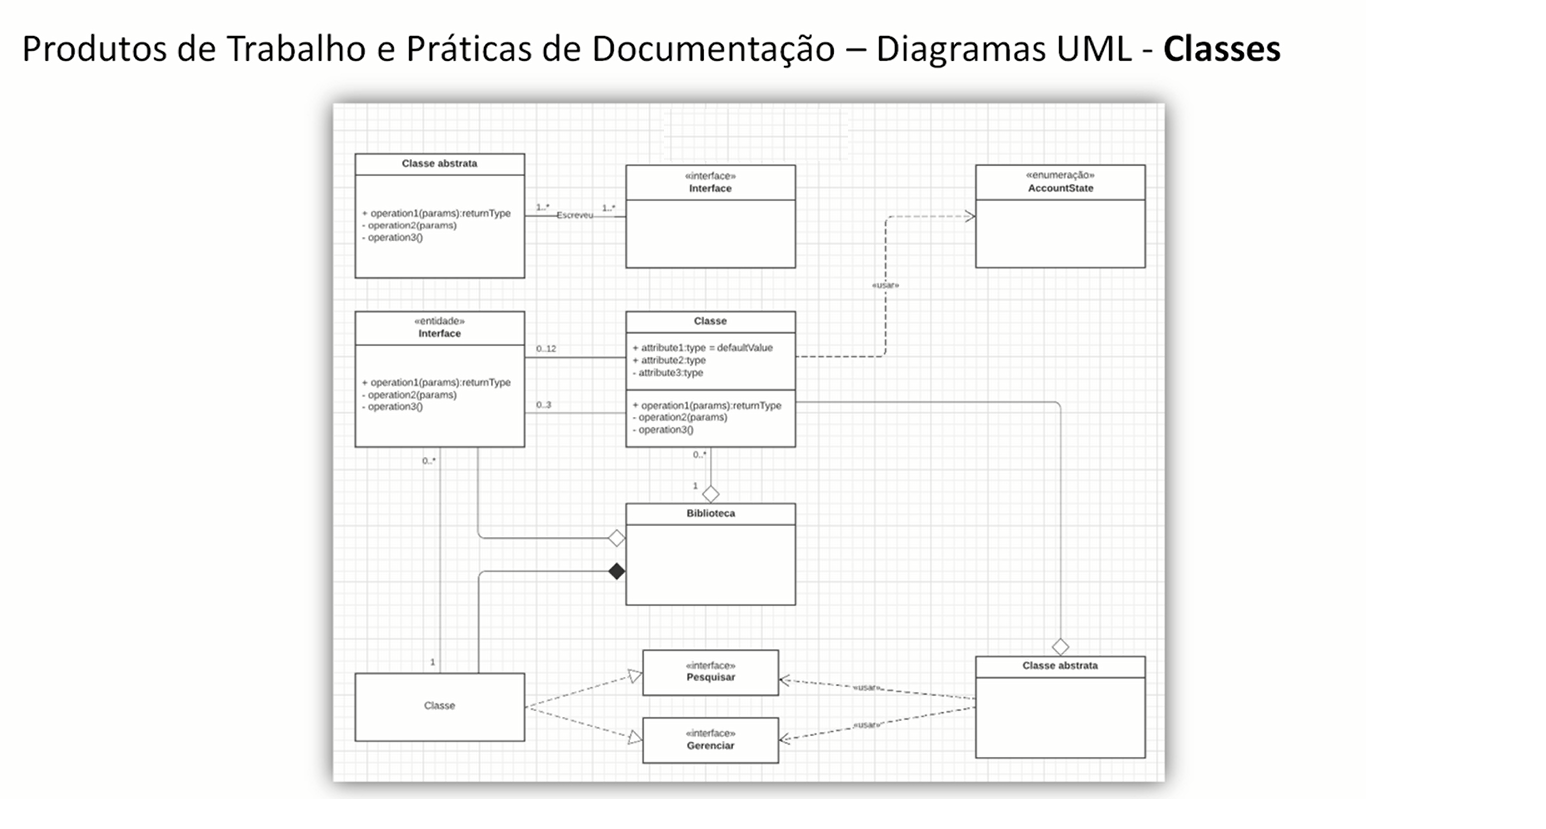 Produtos de Trabalho e Práticas de Documentação – Diagramas UML - Classes
Classe abstrata
+ operation1(params):returnType
- operation2(params)
- operation3()
1..*
Escreveu
1..*
«interface»
Interface
«enumeração»
AccountState
«usar»
«entidade»
Interface
+ operation1(params):returnType
- operation2(params)
- operation3()
0..12
0..3
Classe
+ attribute1:type = defaultValue
+ attribute2:type
- attribute3:type
+ operation1(params):returnType
- operation2(params)
- operation3()
0..*
0..*
1
Biblioteca
1
Classe
«interface»
Pesquisar
«interface»
Gerenciar
«usar»
«usar»
Classe abstrata